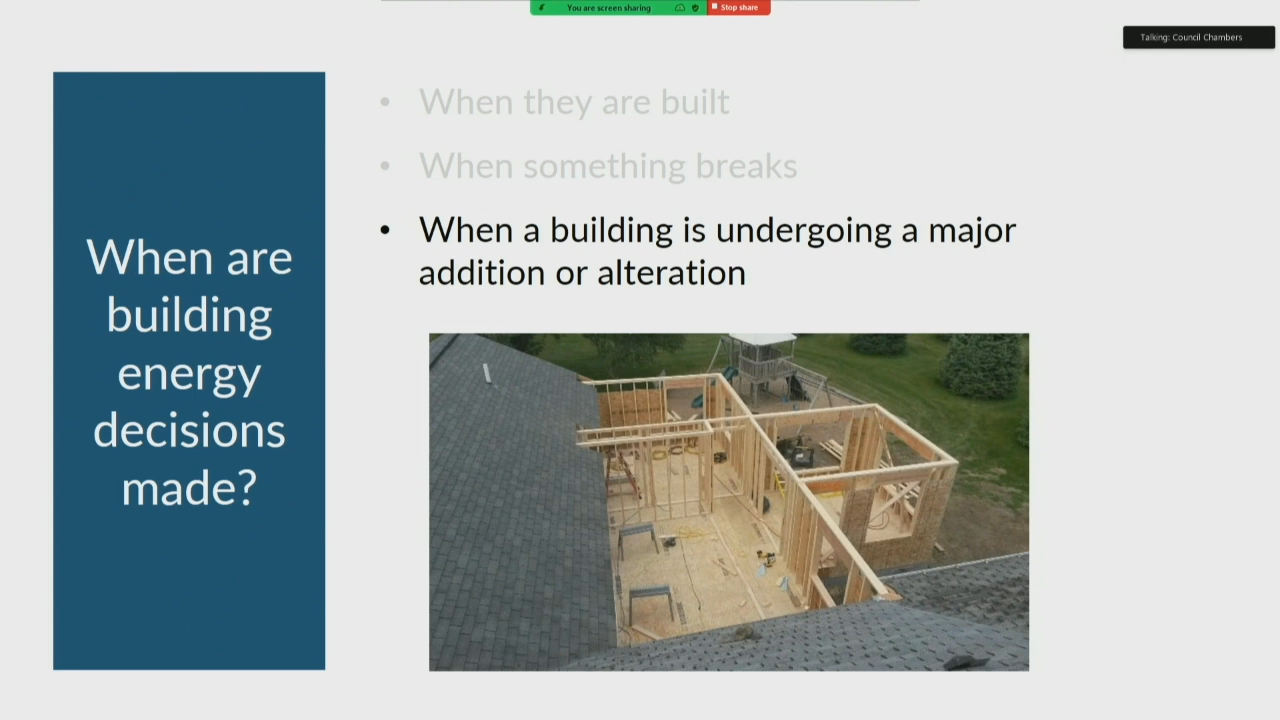 You are screen sharing
Stop share
Talking: Council Chambers
When are
building
energy
decisions
made?
• When they are built
• When something breaks
• When a building is undergoing a major
addition or alteration